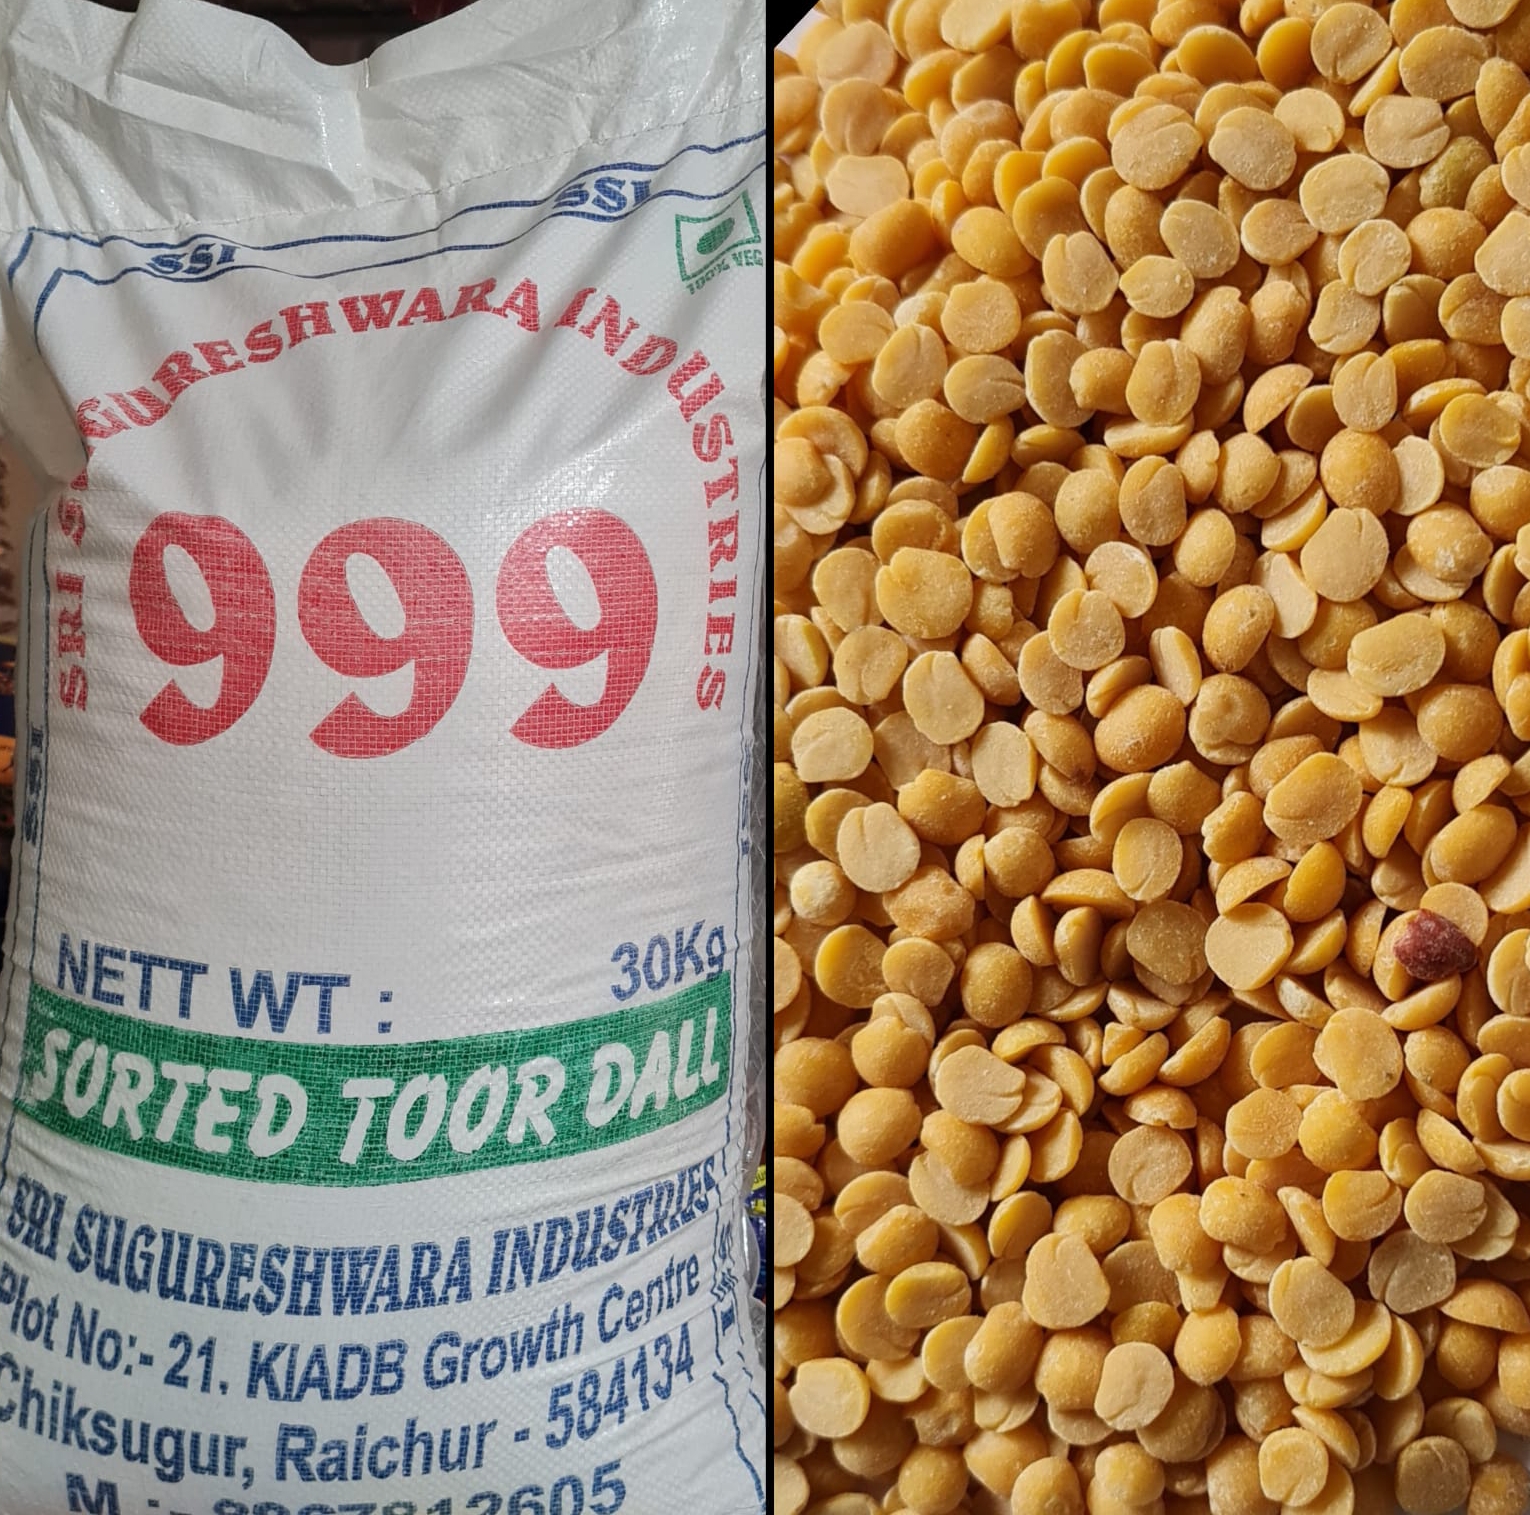 SSI SSI
100% VEG
SRI SUGURESHWARA INDUSTRIES
999
NETT WT : 30Kg
SORTED TOOR DALL
SRI SUGURESHWARA INDUSTRIES
Plot No:- 21. KIADB Growth Centre
Chiksugur, Raichur - 584134
M :-